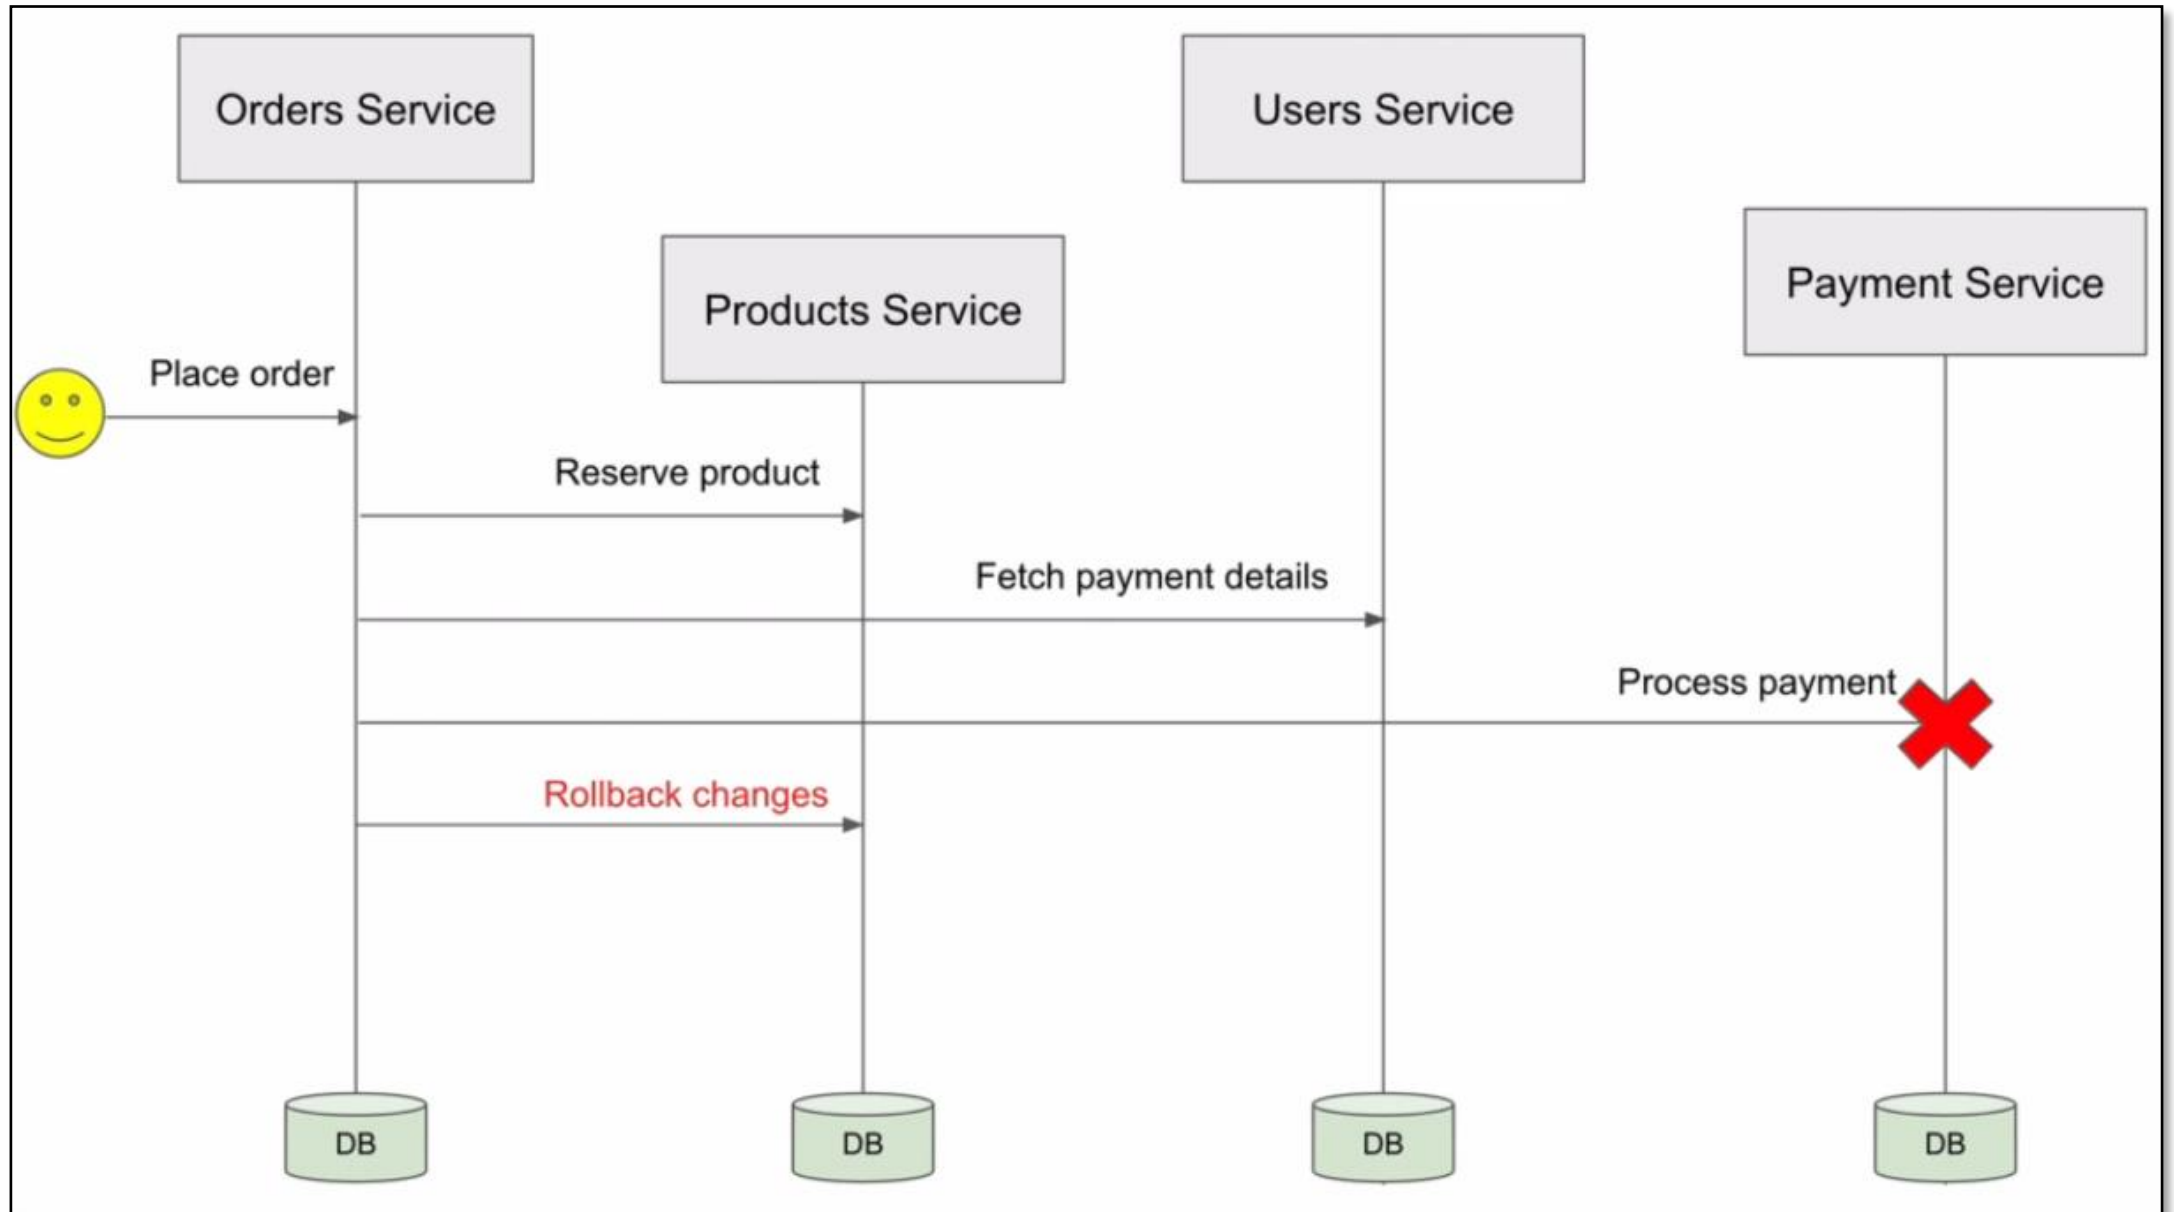 Orders Service
Users Service
Products Service
Payment Service
Place order
Reserve product
Fetch payment details
Process payment
Rollback changes
DB
DB
DB
DB